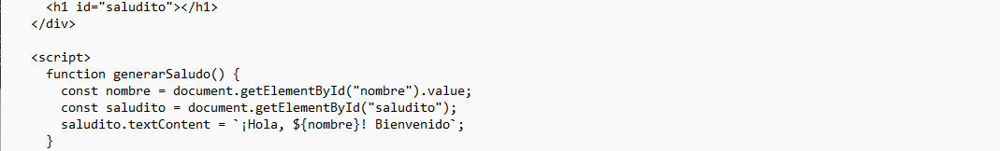 <h1 id="saludito"></h1>
</div>
<script>
function generarSaludo() {
const nombre = document.getElementById("nombre").value;
const saludito = document.getElementById("saludito");
saludito.textContent = `¡Hola, ${nombre}! Bienvenido`;
}